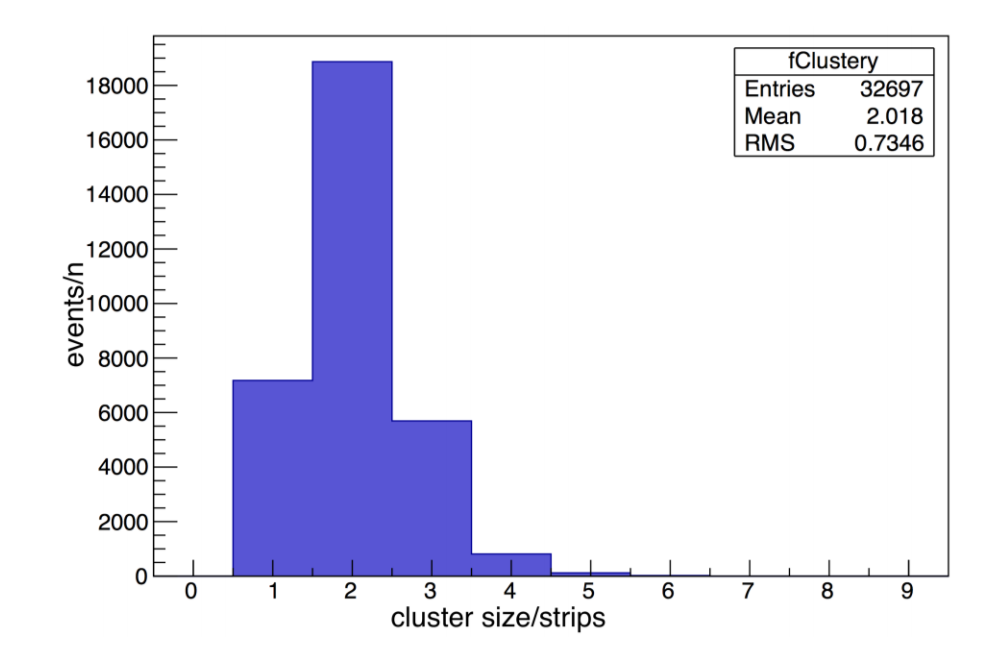 fClustery
Entries 32697
Mean 2.018
RMS 0.7346
18000
16000
14000
12000
10000
8000
6000
4000
2000
0
events/n
0 1 2 3 4 5 6 7 8 9
cluster size/strips